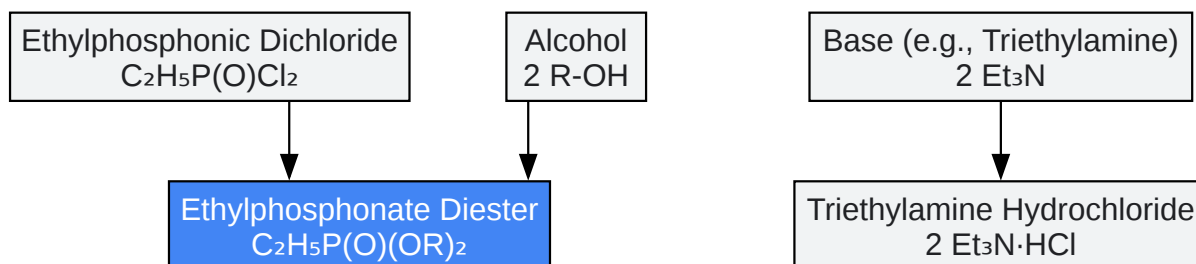 Ethylphosphonic Dichloride
C₂H₅P(O)Cl₂
Alcohol
2 R-OH
Base (e.g., Triethylamine)
2 Et₃N
Ethylphosphonate Diester
C₂H₅P(O)(OR)₂
Triethylamine Hydrochloride
2 Et₃N·HCl